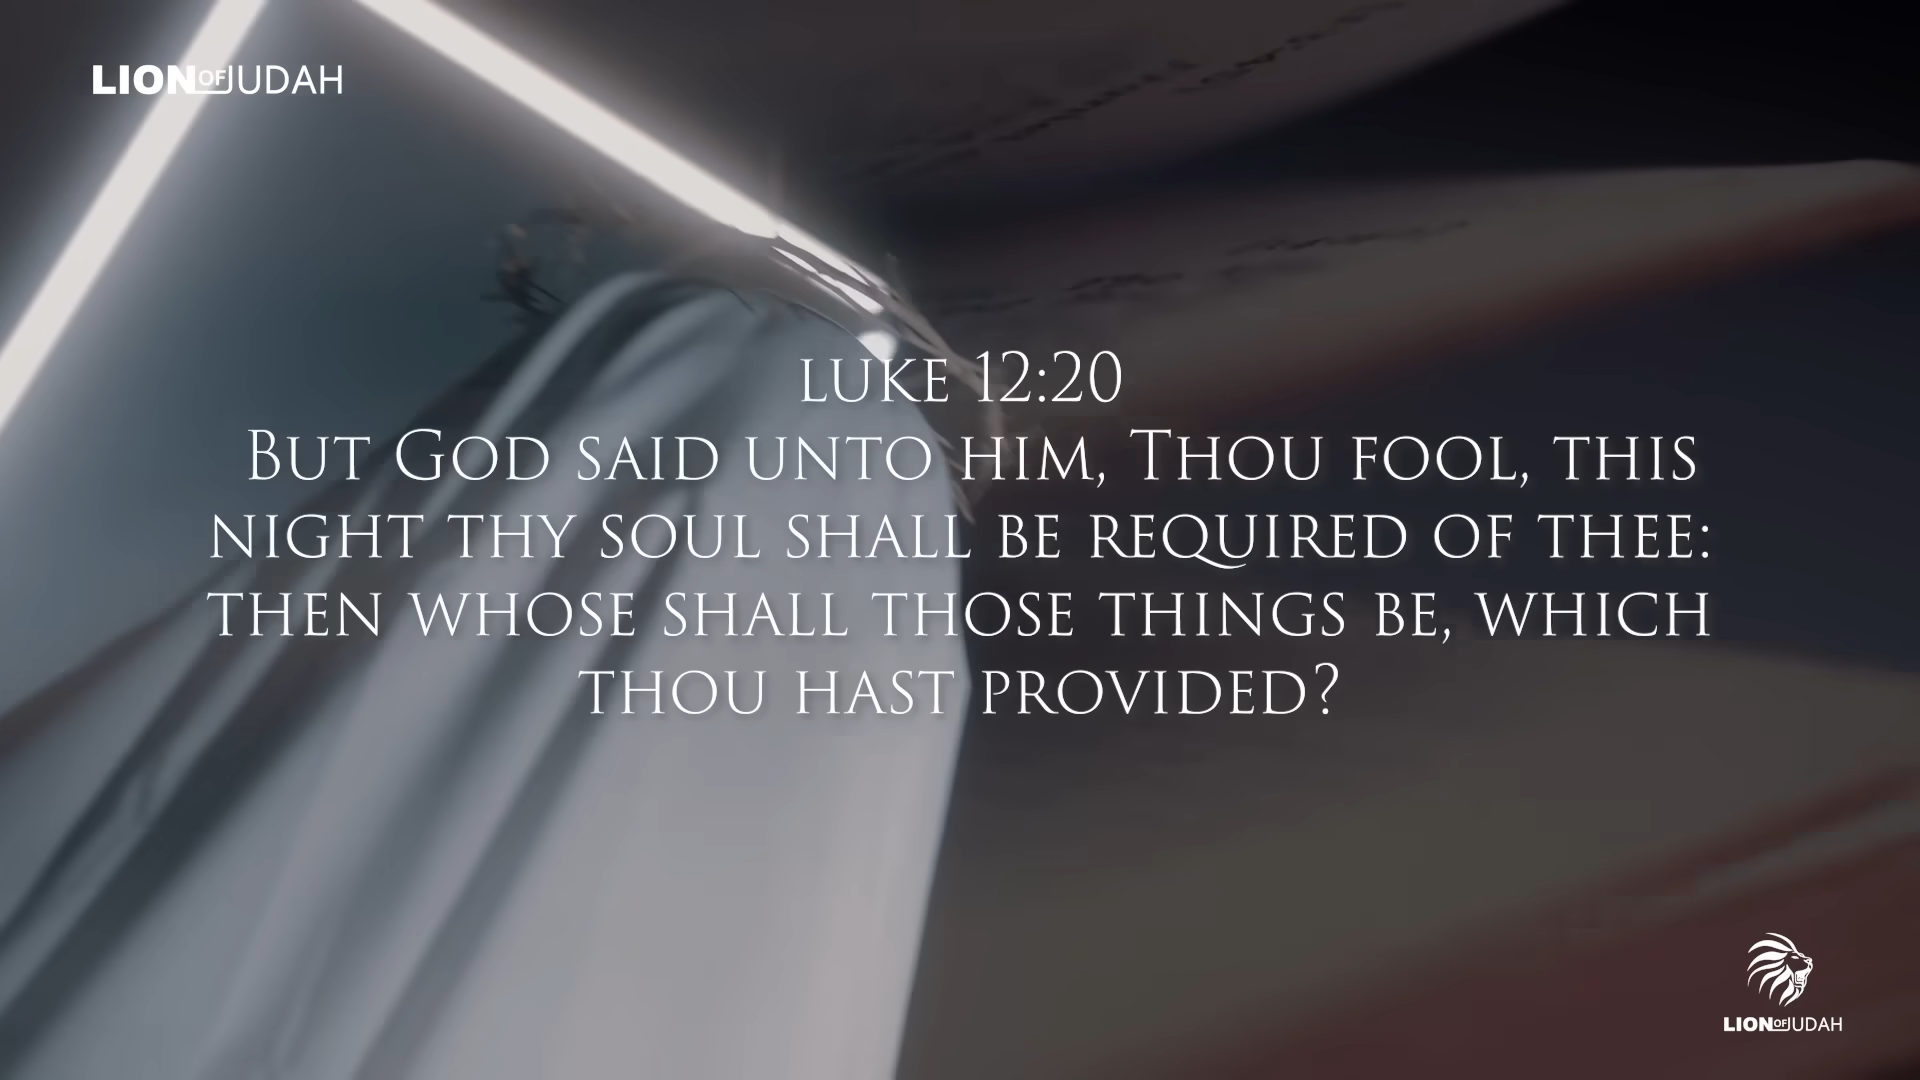 LION OF JUDAH
LUKE 12:20
BUT GOD SAID UNTO HIM, THOU FOOL, THIS
NIGHT THY SOUL SHALL BE REQUIRED OF THEE:
THEN WHOSE SHALL THOSE THINGS BE, WHICH
THOU HAST PROVIDED?
LION OF JUDAH